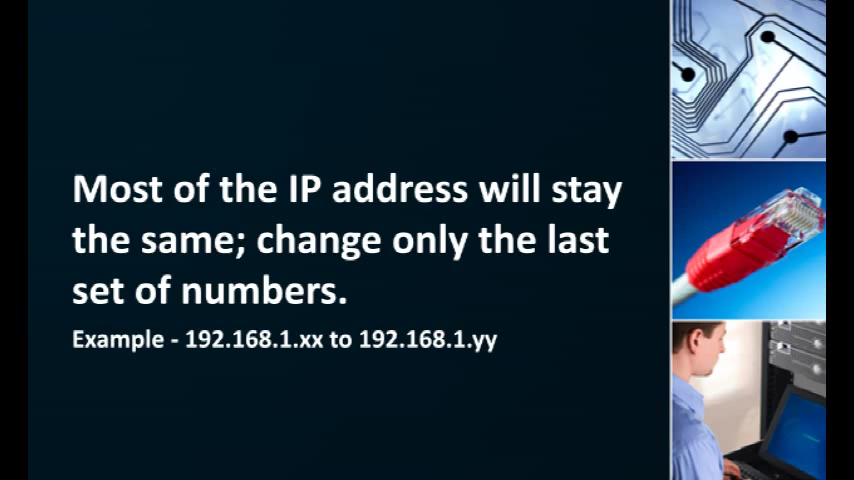 Most of the IP address will stay
the same; change only the last
set of numbers.
Example - 192.168.1.xx to 192.168.1.yy